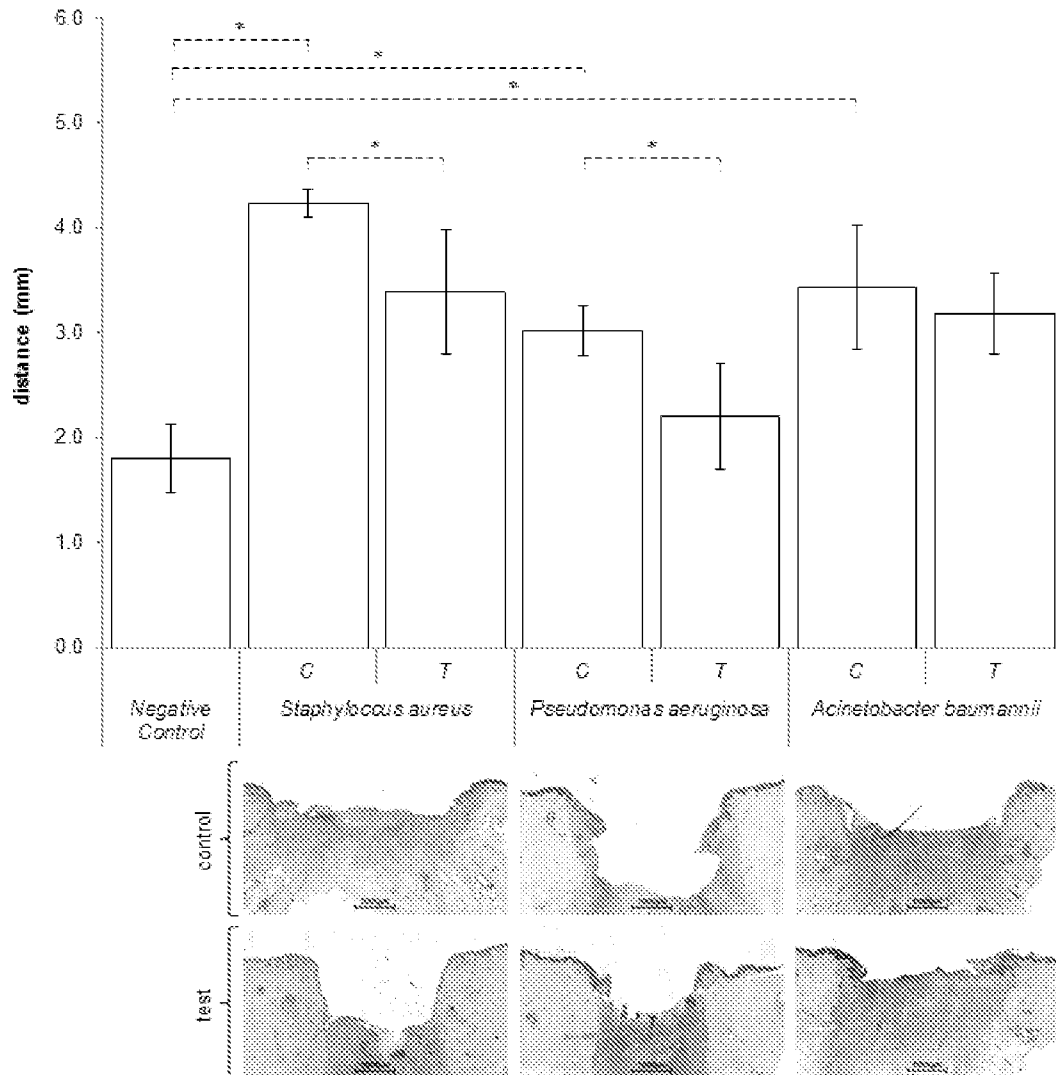 6.0
5.0
4.0
3.0
2.0
1.0
0.0
distance (mm)
*
*
*
*
*
C
T
C
T
C
T
Negative
Control
Staphyloccus aureus
Pseudomonas aeruginosa
Acinetobacter baumannii
control
test